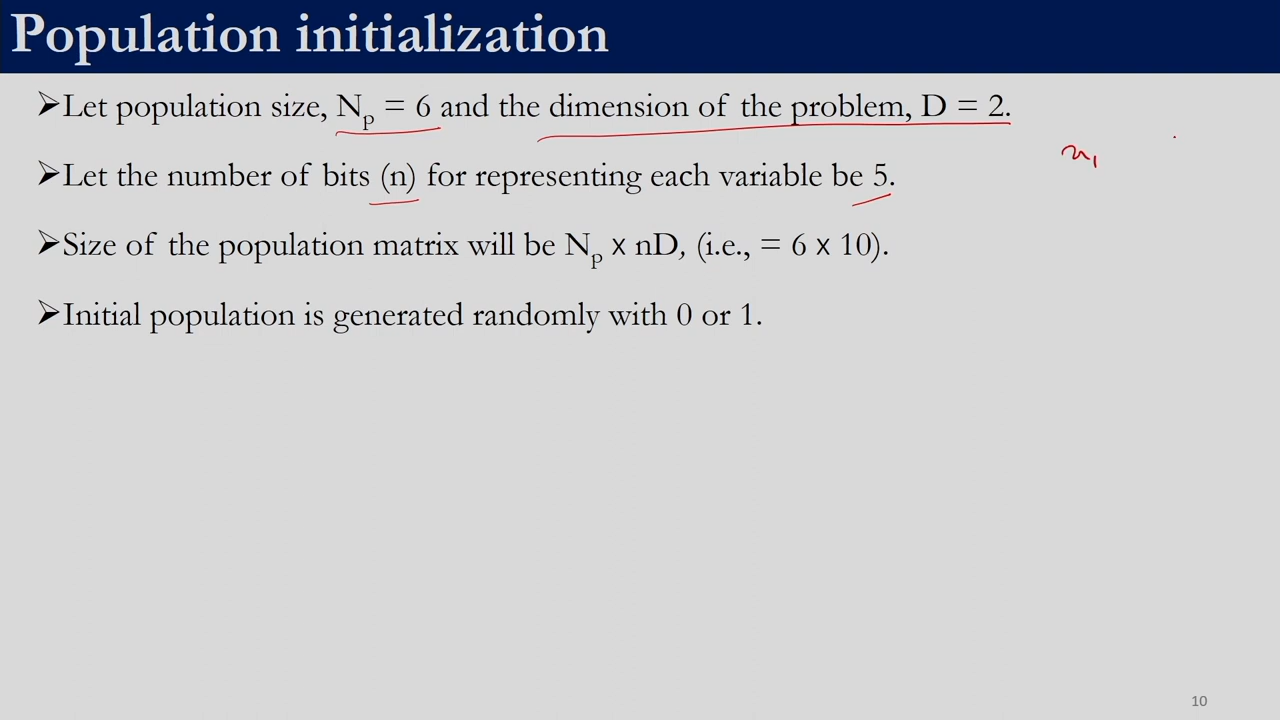 Population initialization
➢Let population size, Nₚ = 6 and the dimension of the problem, D = 2.
x₁
➢Let the number of bits (n) for representing each variable be 5.
➢Size of the population matrix will be Nₚ x nD, (i.e., = 6 x 10).
➢Initial population is generated randomly with 0 or 1.
10